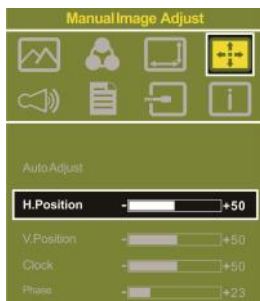 Manual Image Adjust
Auto Adjust
H.Position - +50
V.Position - +50
Clock - +50
Phase - +23